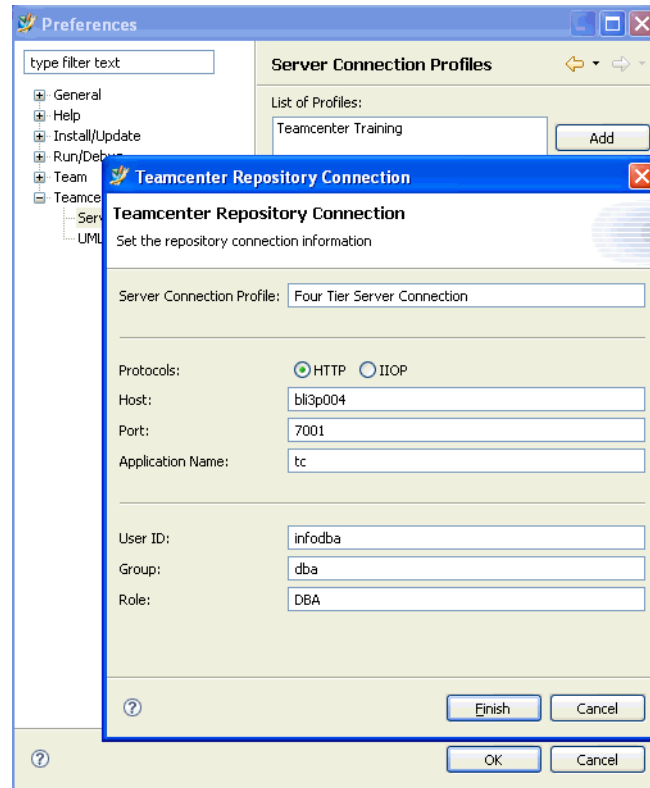 Preferences
type filter text
Server Connection Profiles
General
Help
Install/Update
Run/Debug
Team
Teamce
Serv
UML
List of Profiles:
Teamcenter Training
Add
Teamcenter Repository Connection
Teamcenter Repository Connection
Set the repository connection information
Server Connection Profile: Four Tier Server Connection
Protocols: HTTP IIOP
Host: bli3p004
Port: 7001
Application Name: tc
User ID: infodba
Group: dba
Role: DBA
Finish Cancel
OK Cancel